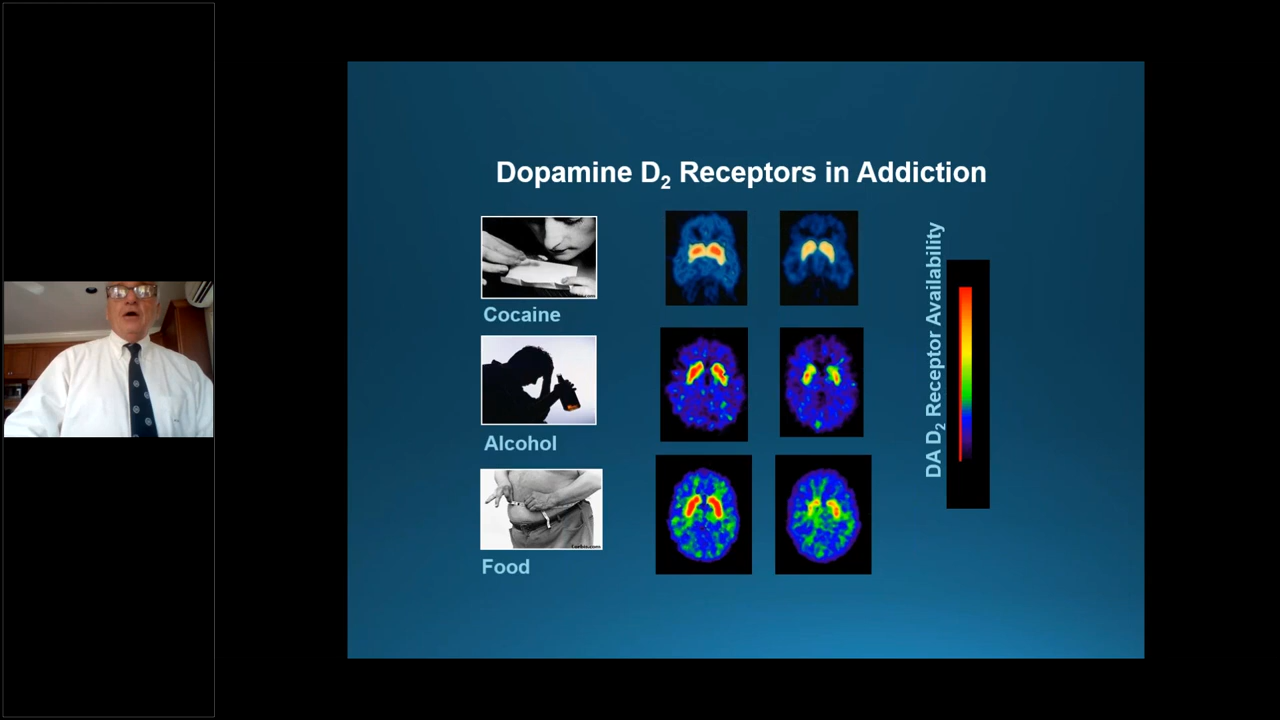 Dopamine D₂ Receptors in Addiction
Cocaine
Alcohol
Food
DA D₂ Receptor Availability